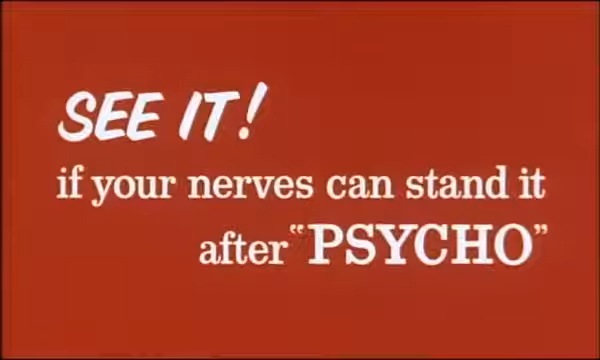 SEE IT!
if your nerves can stand it
after “PSYCHO”